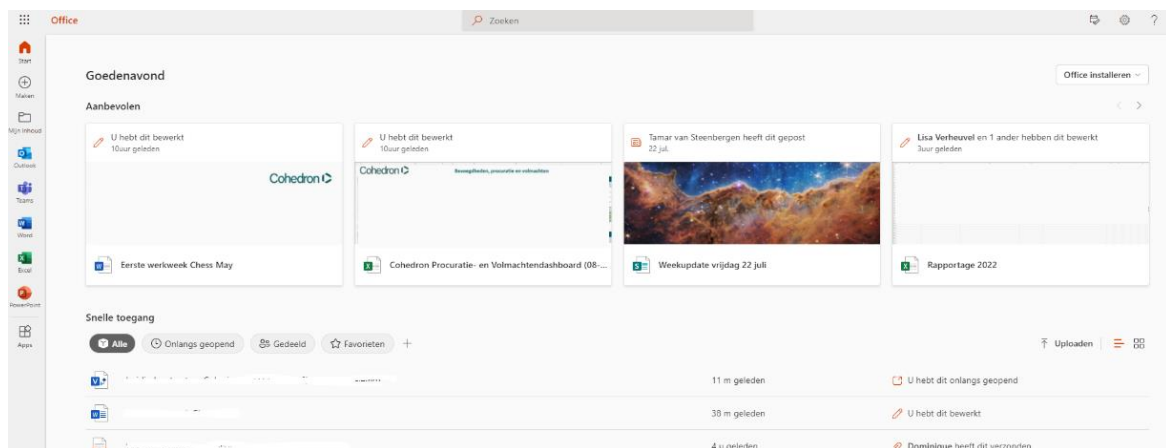 Office
Zoeken
?
Start
Maken
Mijn inhoud
Outlook
Teams
Word
Excel
PowerPoint
Apps
Goedenavond
Office installeren
Aanbevolen
U hebt dit bewerkt
10uur geleden
Cohedron
Eerste werkweek Chess May
U hebt dit bewerkt
10uur geleden
Cohedron
Bevoegdheden, procuratie en volmachten
Cohedron Procuratie- en Volmachtendashboard (08-...
Tamar van Steenbergen heeft dit gepost
22 jul.
Weekupdate vrijdag 22 juli
Lisa Verheuvel en 1 ander hebben dit bewerkt
3uur geleden
Rapportage 2022
Snelle toegang
Alle
Onlangs geopend
Gedeeld
Favorieten
Uploaden
11 m geleden
U hebt dit onlangs geopend
38 m geleden
U hebt dit bewerkt
4 u geleden
Dominique heeft dit verzonden